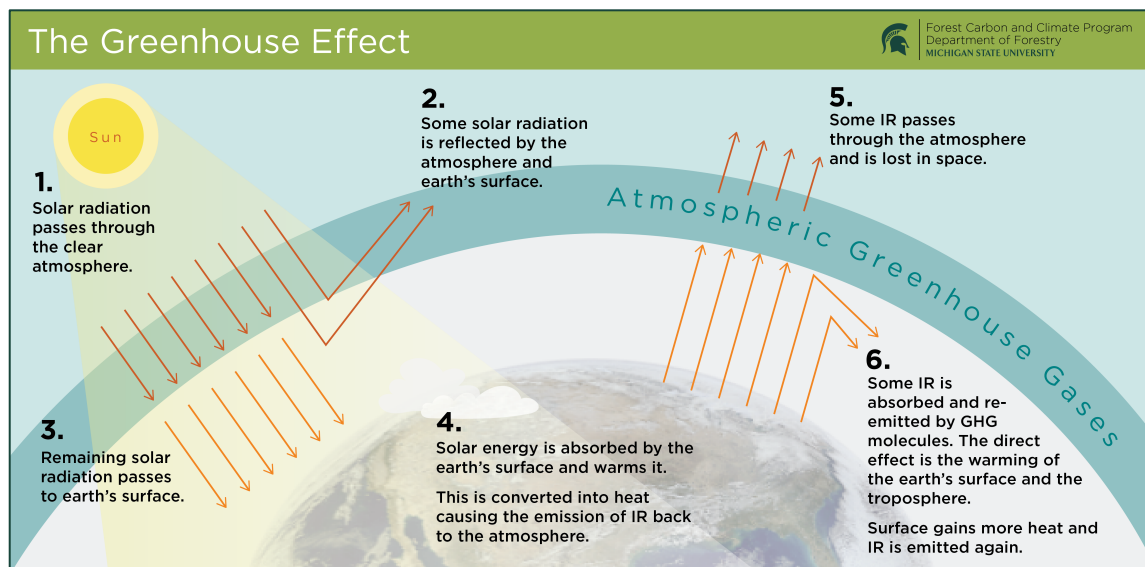 The Greenhouse Effect
Forest Carbon and Climate Program
Department of Forestry
MICHIGAN STATE UNIVERSITY
Sun
1.
Solar radiation
passes through
the clear
atmosphere.
2.
Some solar radiation
is reflected by the
atmosphere and
earth's surface.
3.
Remaining solar
radiation passes
to earth's surface.
4.
Solar energy is absorbed by the
earth's surface and warms it.
This is converted into heat
causing the emission of IR back
to the atmosphere.
5.
Some IR passes
through the atmosphere
and is lost in space.
Atmospheric Greenhouse Gases
6.
Some IR is
absorbed and re-
emitted by GHG
molecules. The direct
effect is the warming of
the earth's surface and the
troposphere.
Surface gains more heat and
IR is emitted again.